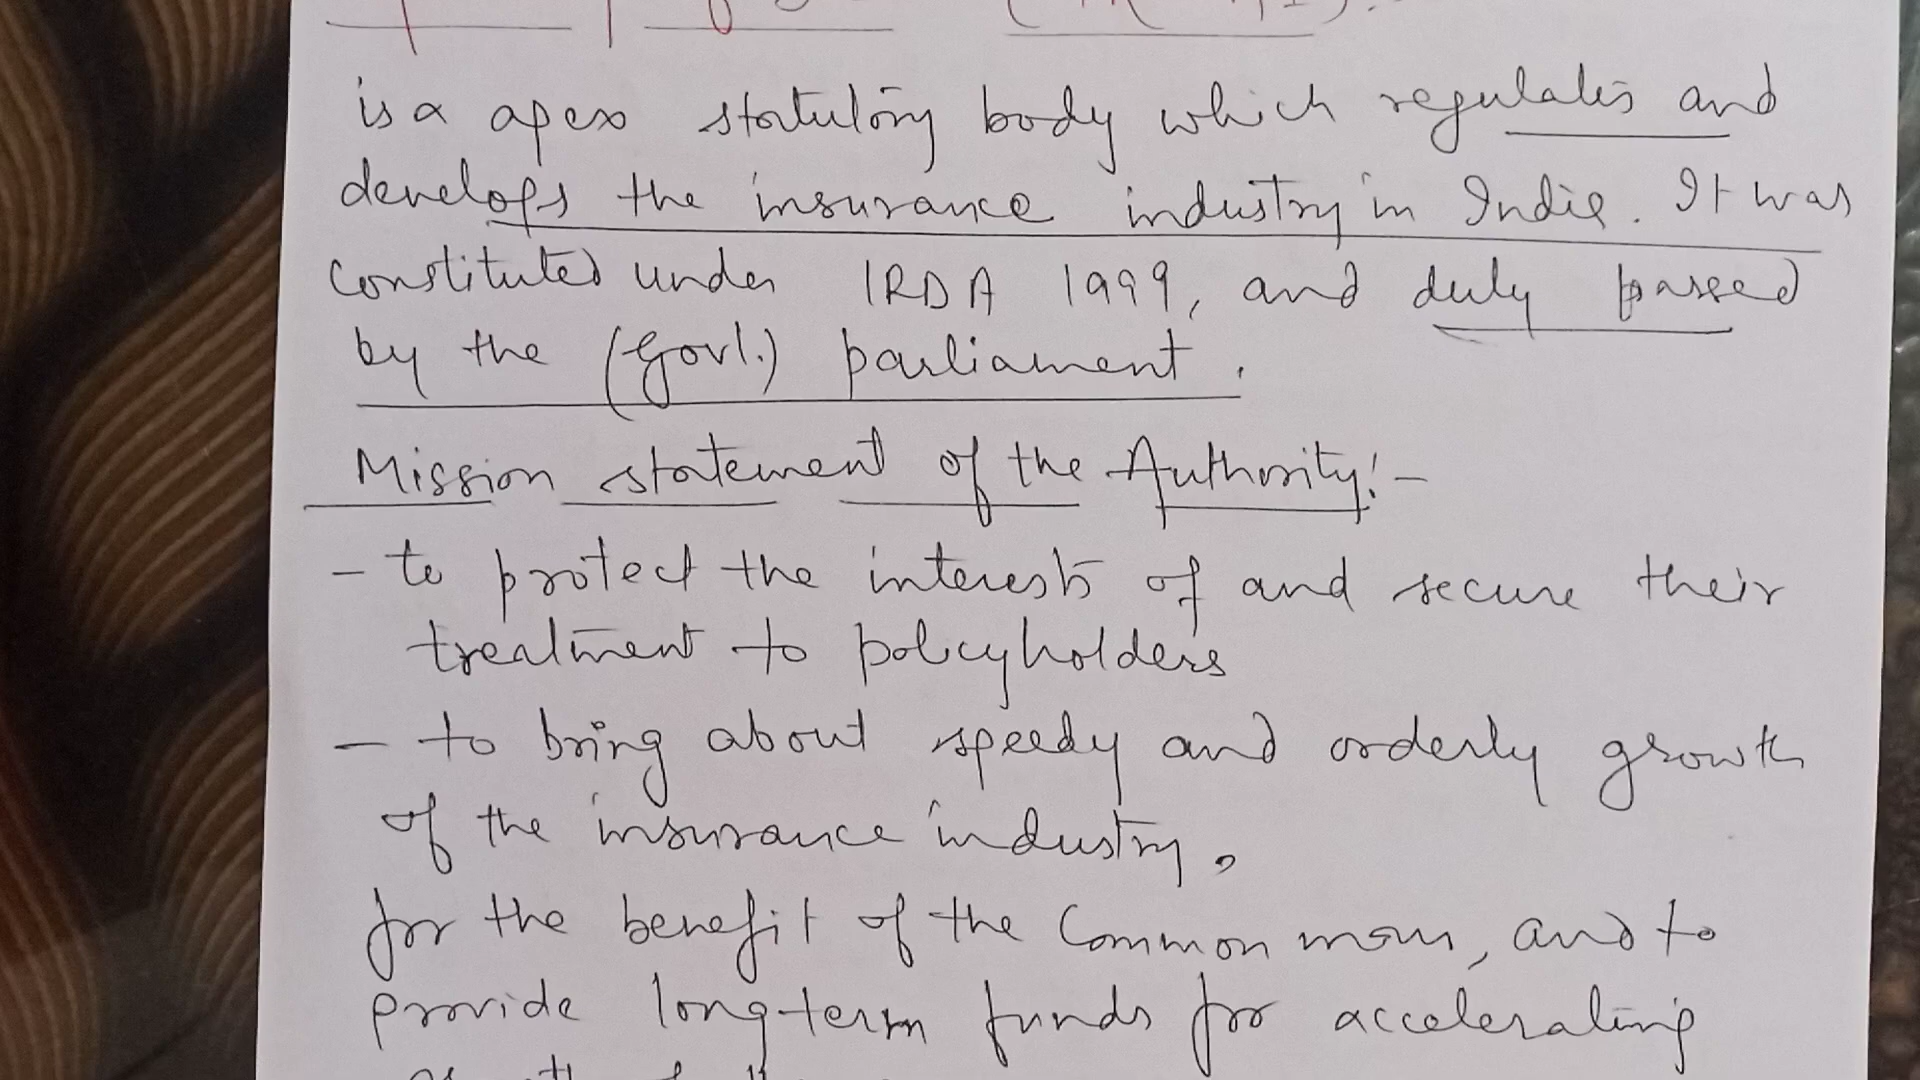 is a apex statutory body which regulates and
develops the insurance industry in India. It was
constituted under IRDA 1999, and duly passed
by the (Govt.) parliament.
Mission statement of the Authority:-
- to protect the interests of and secure their
treatment to policyholders
- to bring about speedy and orderly growth
of the insurance industry,
for the benefit of the Common man, and to
provide long-term funds for accelerating